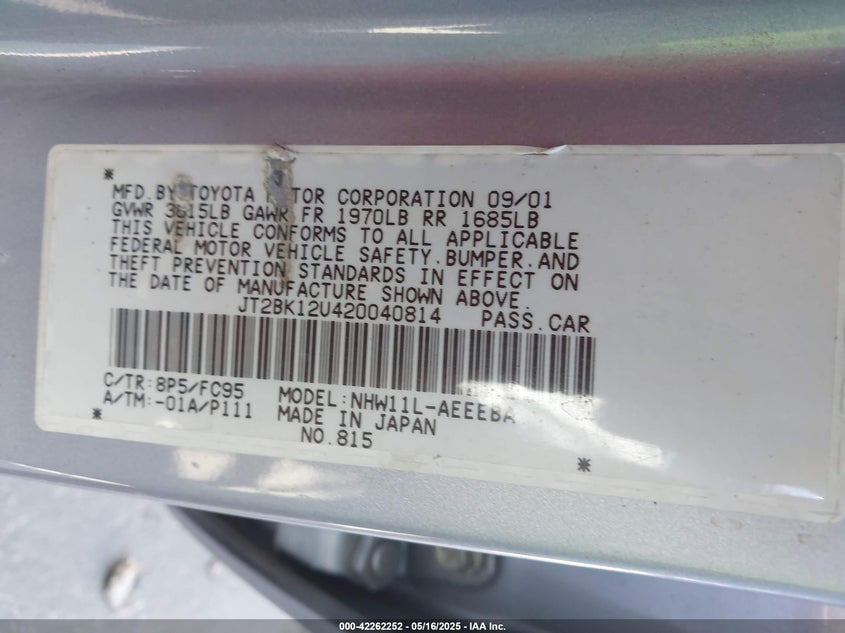 *
MFD. BY TOYOTA MOTOR CORPORATION 09/01
GVWR 3615LB GAWR FR 1970LB RR 1685LB
THIS VEHICLE CONFORMS TO ALL APPLICABLE
FEDERAL MOTOR VEHICLE SAFETY.BUMPER.AND
THEFT PREVENTION STANDARDS IN EFFECT ON
THE DATE OF MANUFACTURE SHOWN ABOVE.
JT2BK12U420040814 PASS.CAR
C/TR:8P5/FC95 MODEL:NHW11L-AEEEBA
A/TM:-01A/P111 MADE IN JAPAN
* NO.815 *
000-42262252 - 05/16/2025 - IAA Inc.